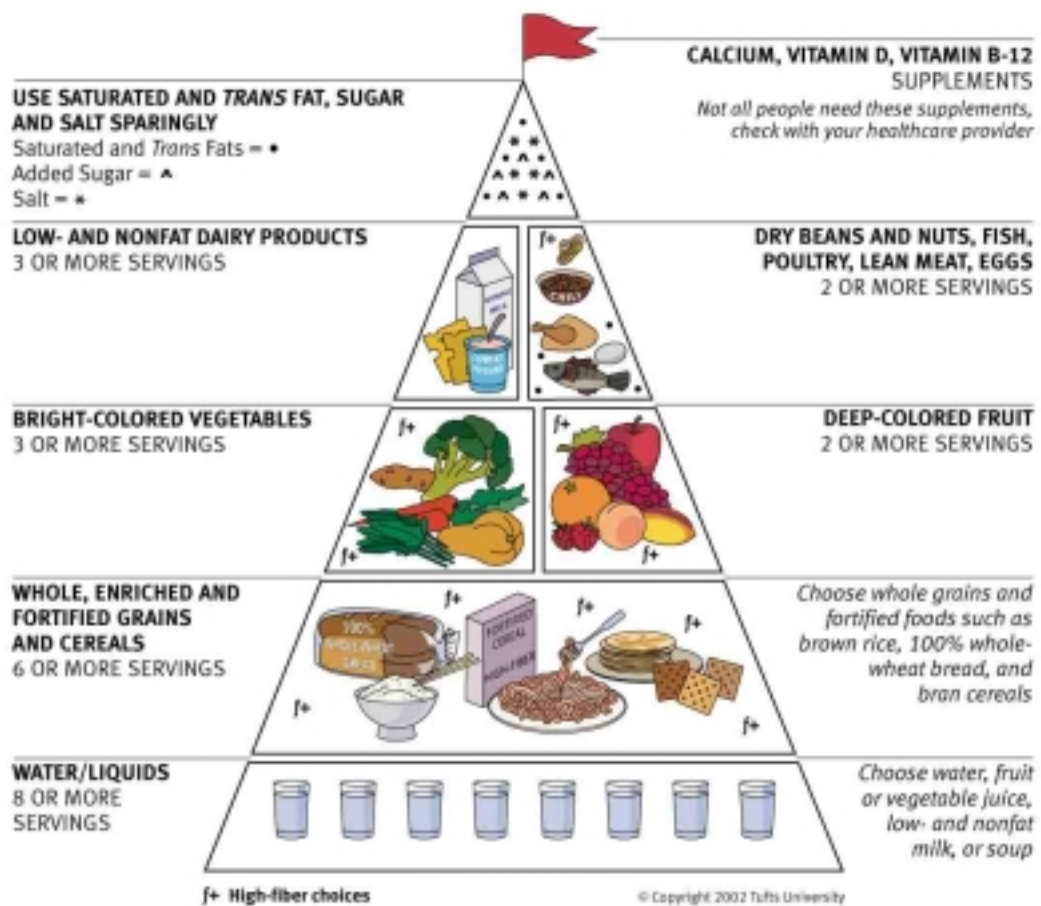 CALCIUM, VITAMIN D, VITAMIN B-12
SUPPLEMENTS
Not all people need these supplements,
check with your healthcare provider
USE SATURATED AND TRANS FAT, SUGAR
AND SALT SPARINGLY
Saturated and Trans Fats = •
Added Sugar = ^
Salt = *
LOW- AND NONFAT DAIRY PRODUCTS
3 OR MORE SERVINGS
DRY BEANS AND NUTS, FISH,
POULTRY, LEAN MEAT, EGGS
2 OR MORE SERVINGS
f+
CHILI
BRIGHT-COLORED VEGETABLES
3 OR MORE SERVINGS
f+
f+
DEEP-COLORED FRUIT
2 OR MORE SERVINGS
f+
f+
WHOLE, ENRICHED AND
FORTIFIED GRAINS
AND CEREALS
6 OR MORE SERVINGS
f+
f+
f+
f+
f+
100%
WHOLE WHEAT
BREAD
FORTIFIED
CEREAL
HIGH-FIBER
Choose whole grains and
fortified foods such as
brown rice, 100% whole-
wheat bread, and
bran cereals
WATER/LIQUIDS
8 OR MORE
SERVINGS
Choose water, fruit
or vegetable juice,
low- and nonfat
milk, or soup
f+ High-fiber choices
© Copyright 2002 Tufts University